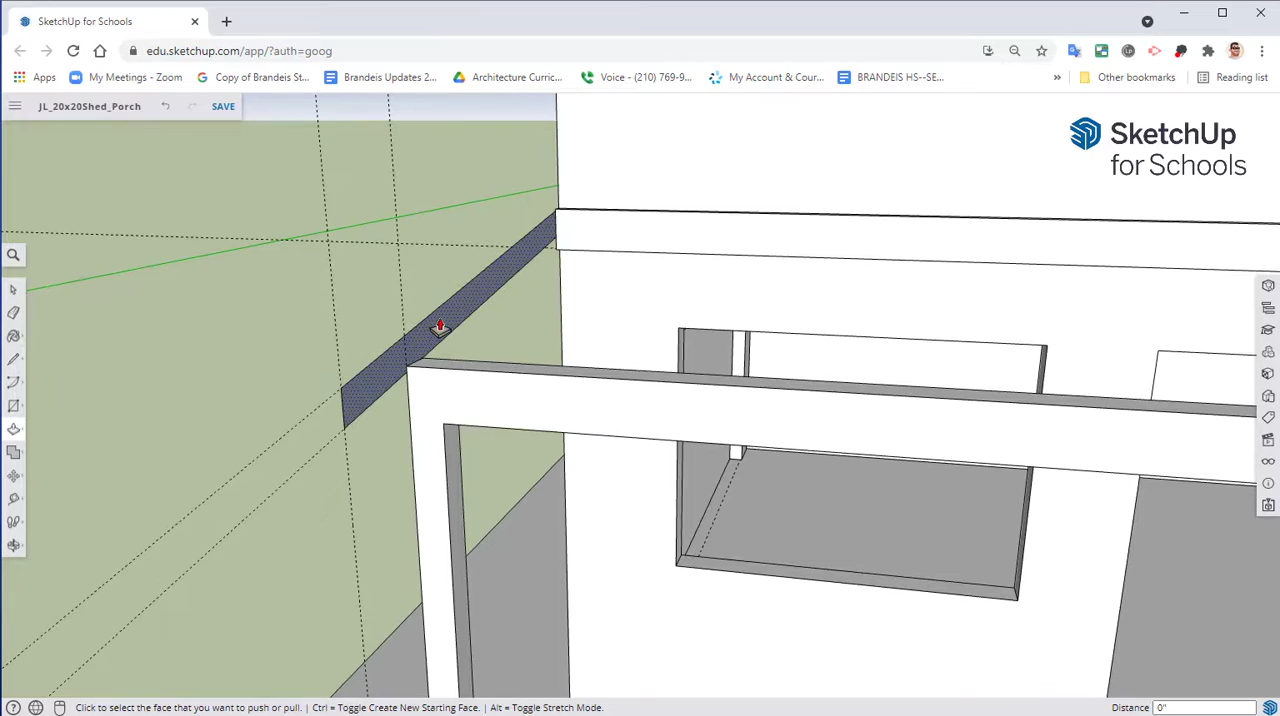 SketchUp for Schools
edu.sketchup.com/app/?auth=goog
Apps
My Meetings - Zoom
Copy of Brandeis St...
Brandeis Updates 2...
Architecture Curric...
Voice - (210) 769-9...
My Account & Cour...
BRANDEIS HS--SE...
»
Other bookmarks
Reading list
JL_20x20Shed_Porch
SAVE
SketchUp
for Schools
Click to select the face that you want to push or pull. | Ctrl = Toggle Create New Starting Face. | Alt = Toggle Stretch Mode.
Distance 0"